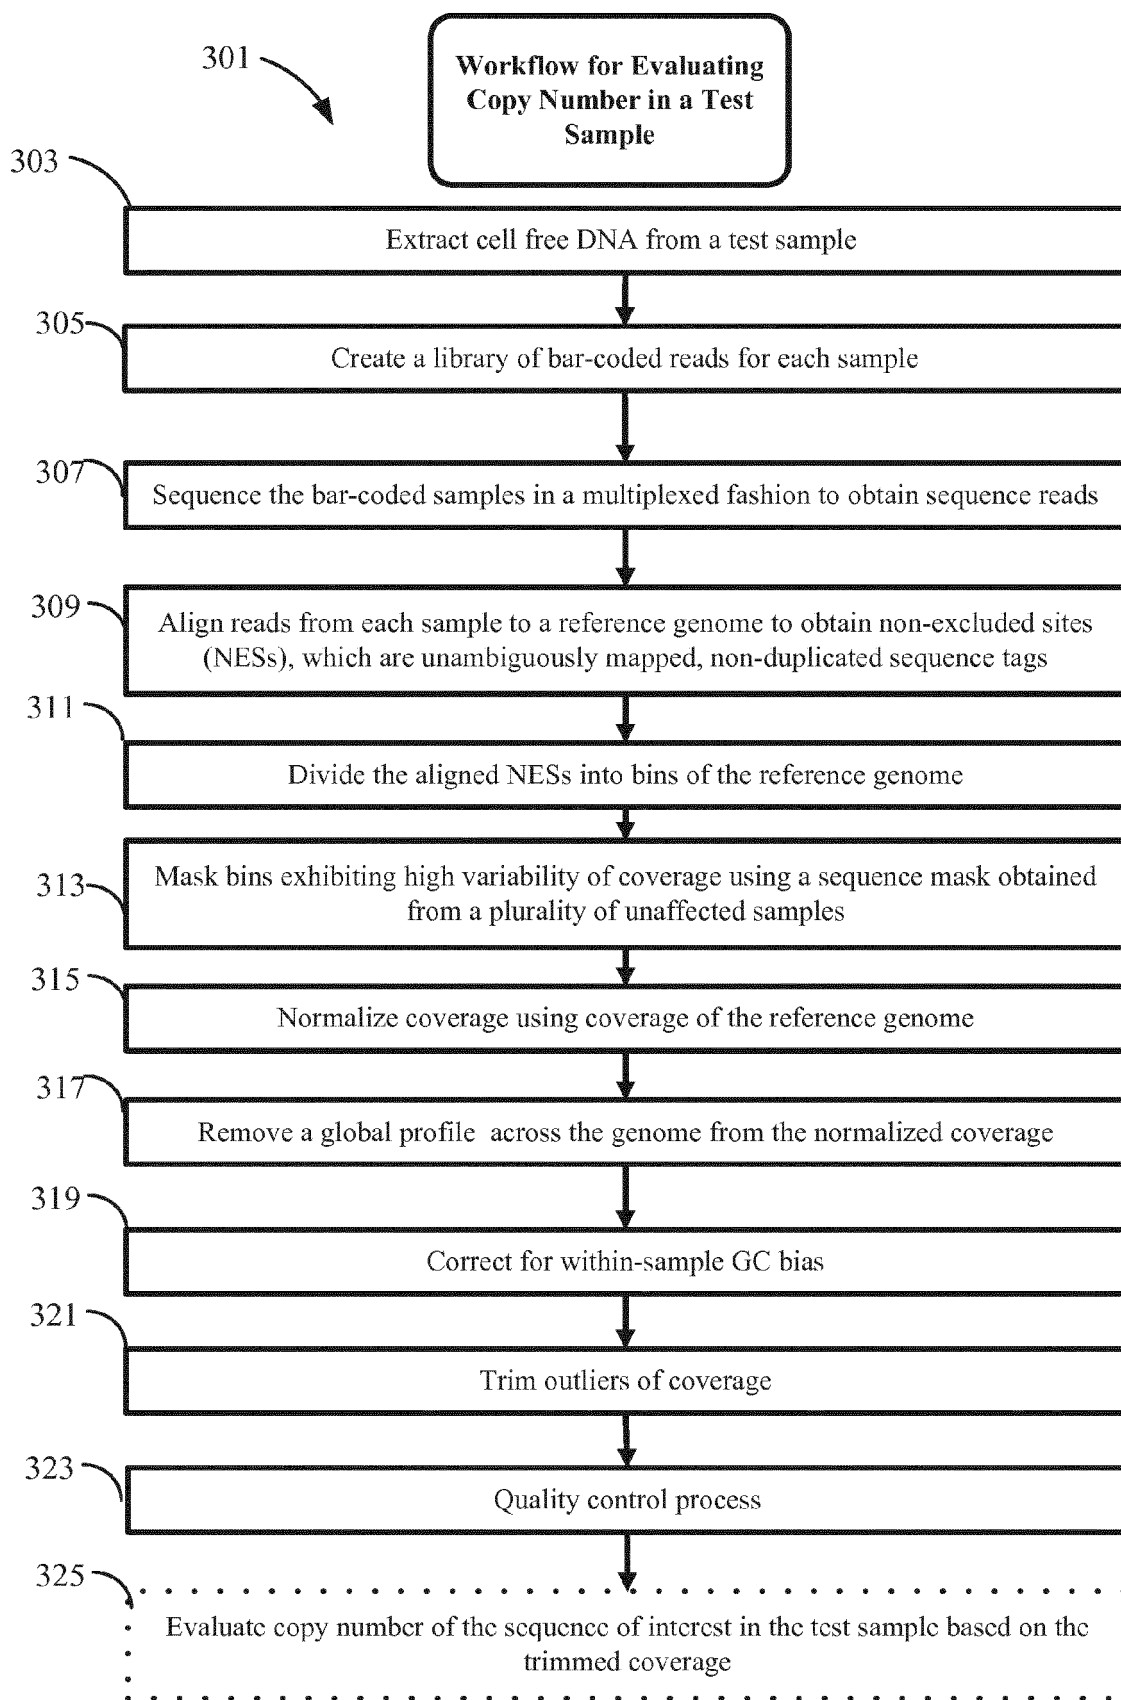 301
Workflow for Evaluating
Copy Number in a Test
Sample
303
Extract cell free DNA from a test sample
305
Create a library of bar-coded reads for each sample
307
Sequence the bar-coded samples in a multiplexed fashion to obtain sequence reads
309
Align reads from each sample to a reference genome to obtain non-excluded sites
(NESs), which are unambiguously mapped, non-duplicated sequence tags
311
Divide the aligned NESs into bins of the reference genome
313
Mask bins exhibiting high variability of coverage using a sequence mask obtained
from a plurality of unaffected samples
315
Normalize coverage using coverage of the reference genome
317
Remove a global profile across the genome from the normalized coverage
319
Correct for within-sample GC bias
321
Trim outliers of coverage
323
Quality control process
325
Evaluate copy number of the sequence of interest in the test sample based on the
trimmed coverage